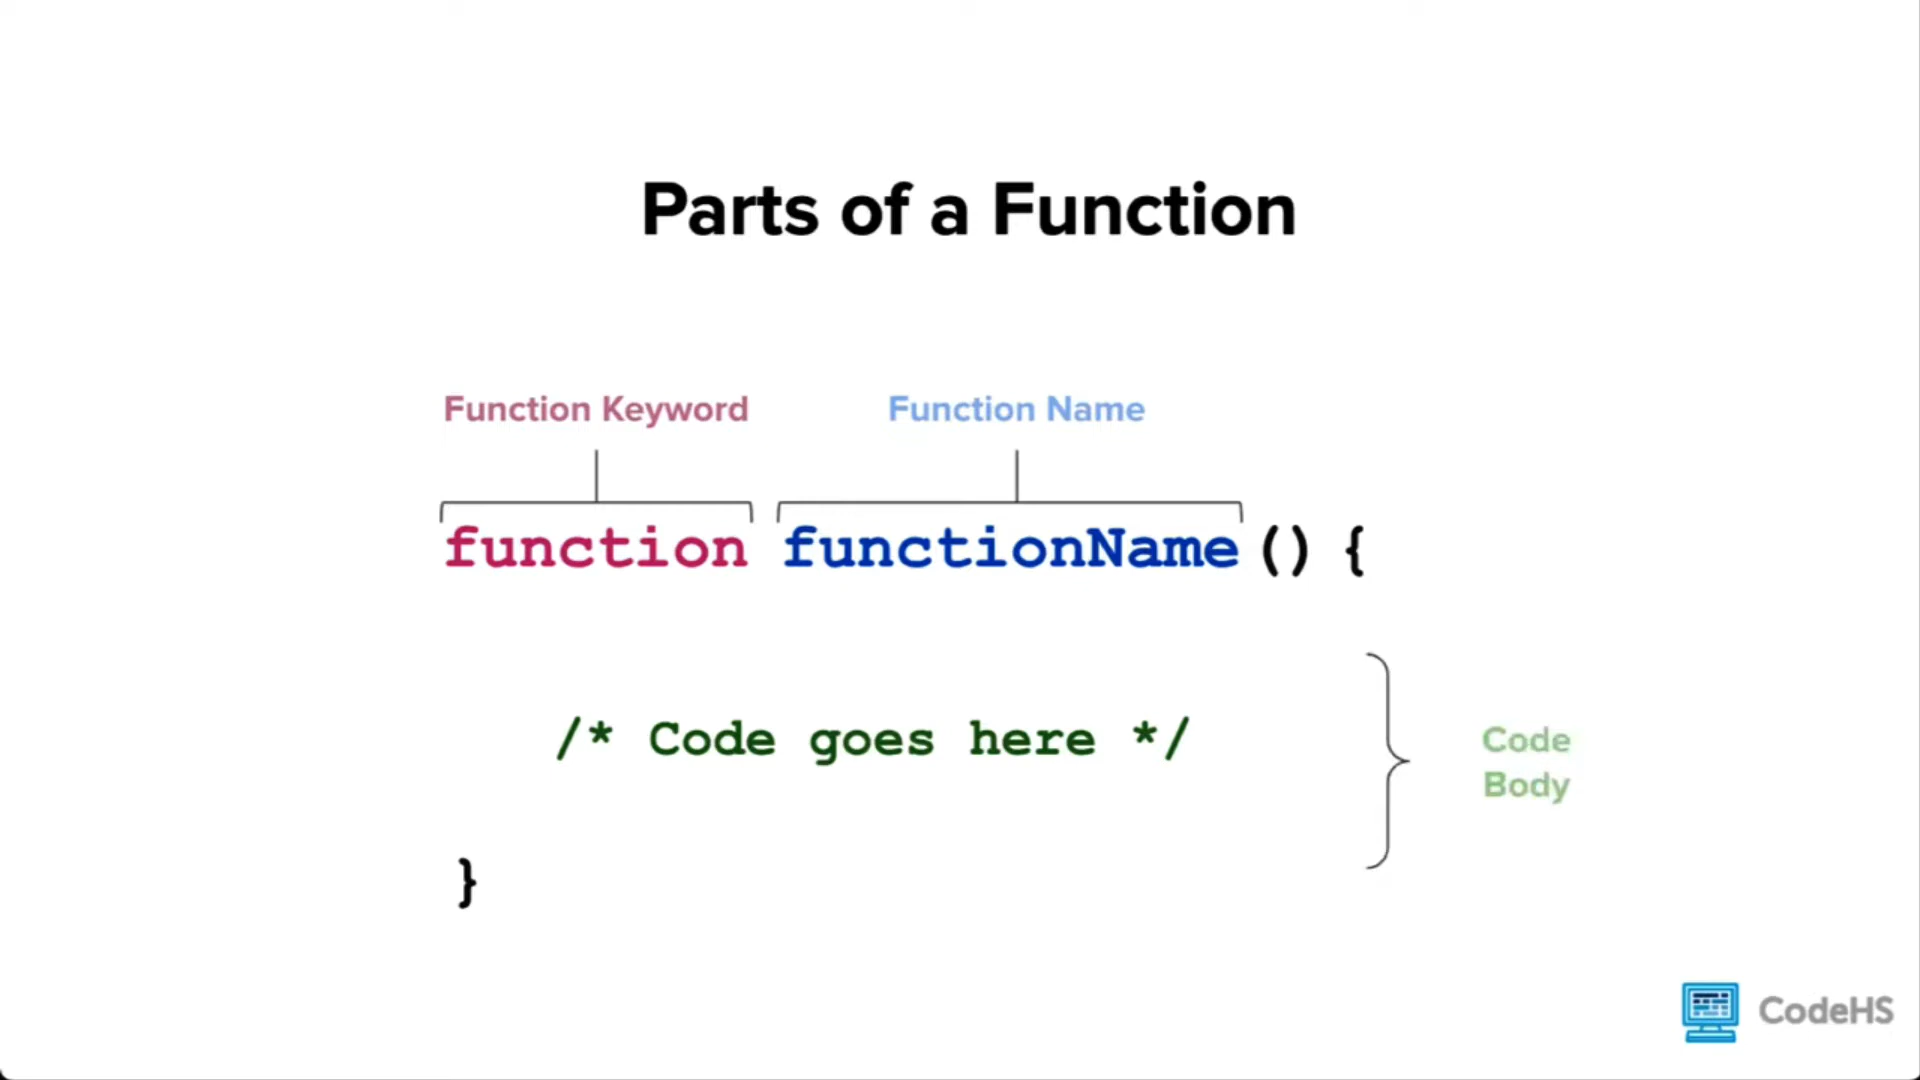 Parts of a Function
Function Keyword Function Name
function functionName() {
/* Code goes here */
Code
Body
}
CodeHS